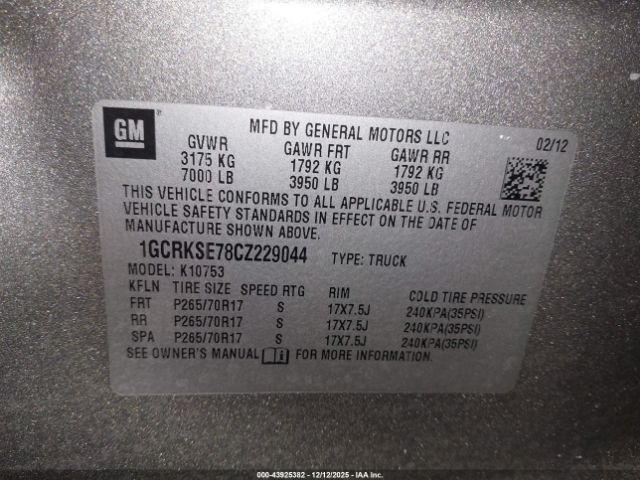 GM
MFD BY GENERAL MOTORS LLC 02/12
GVWR GAWR FRT GAWR RR
3175 KG 1792 KG 1792 KG
7000 LB 3950 LB 3950 LB
THIS VEHICLE CONFORMS TO ALL APPLICABLE U.S. FEDERAL MOTOR
VEHICLE SAFETY STANDARDS IN EFFECT ON THE DATE OF
MANUFACTURE SHOWN ABOVE.
1GCRKSE78CZ229044 TYPE: TRUCK
MODEL: K10753
KFLN TIRE SIZE SPEED RTG RIM COLD TIRE PRESSURE
FRT P265/70R17 S 17X7.5J 240KPA(35PSI)
RR P265/70R17 S 17X7.5J 240KPA(35PSI)
SPA P265/70R17 S 17X7.5J 240KPA(35PSI)
SEE OWNER'S MANUAL FOR MORE INFORMATION.
000-43925382 - 12/12/2025 - IAA Inc.